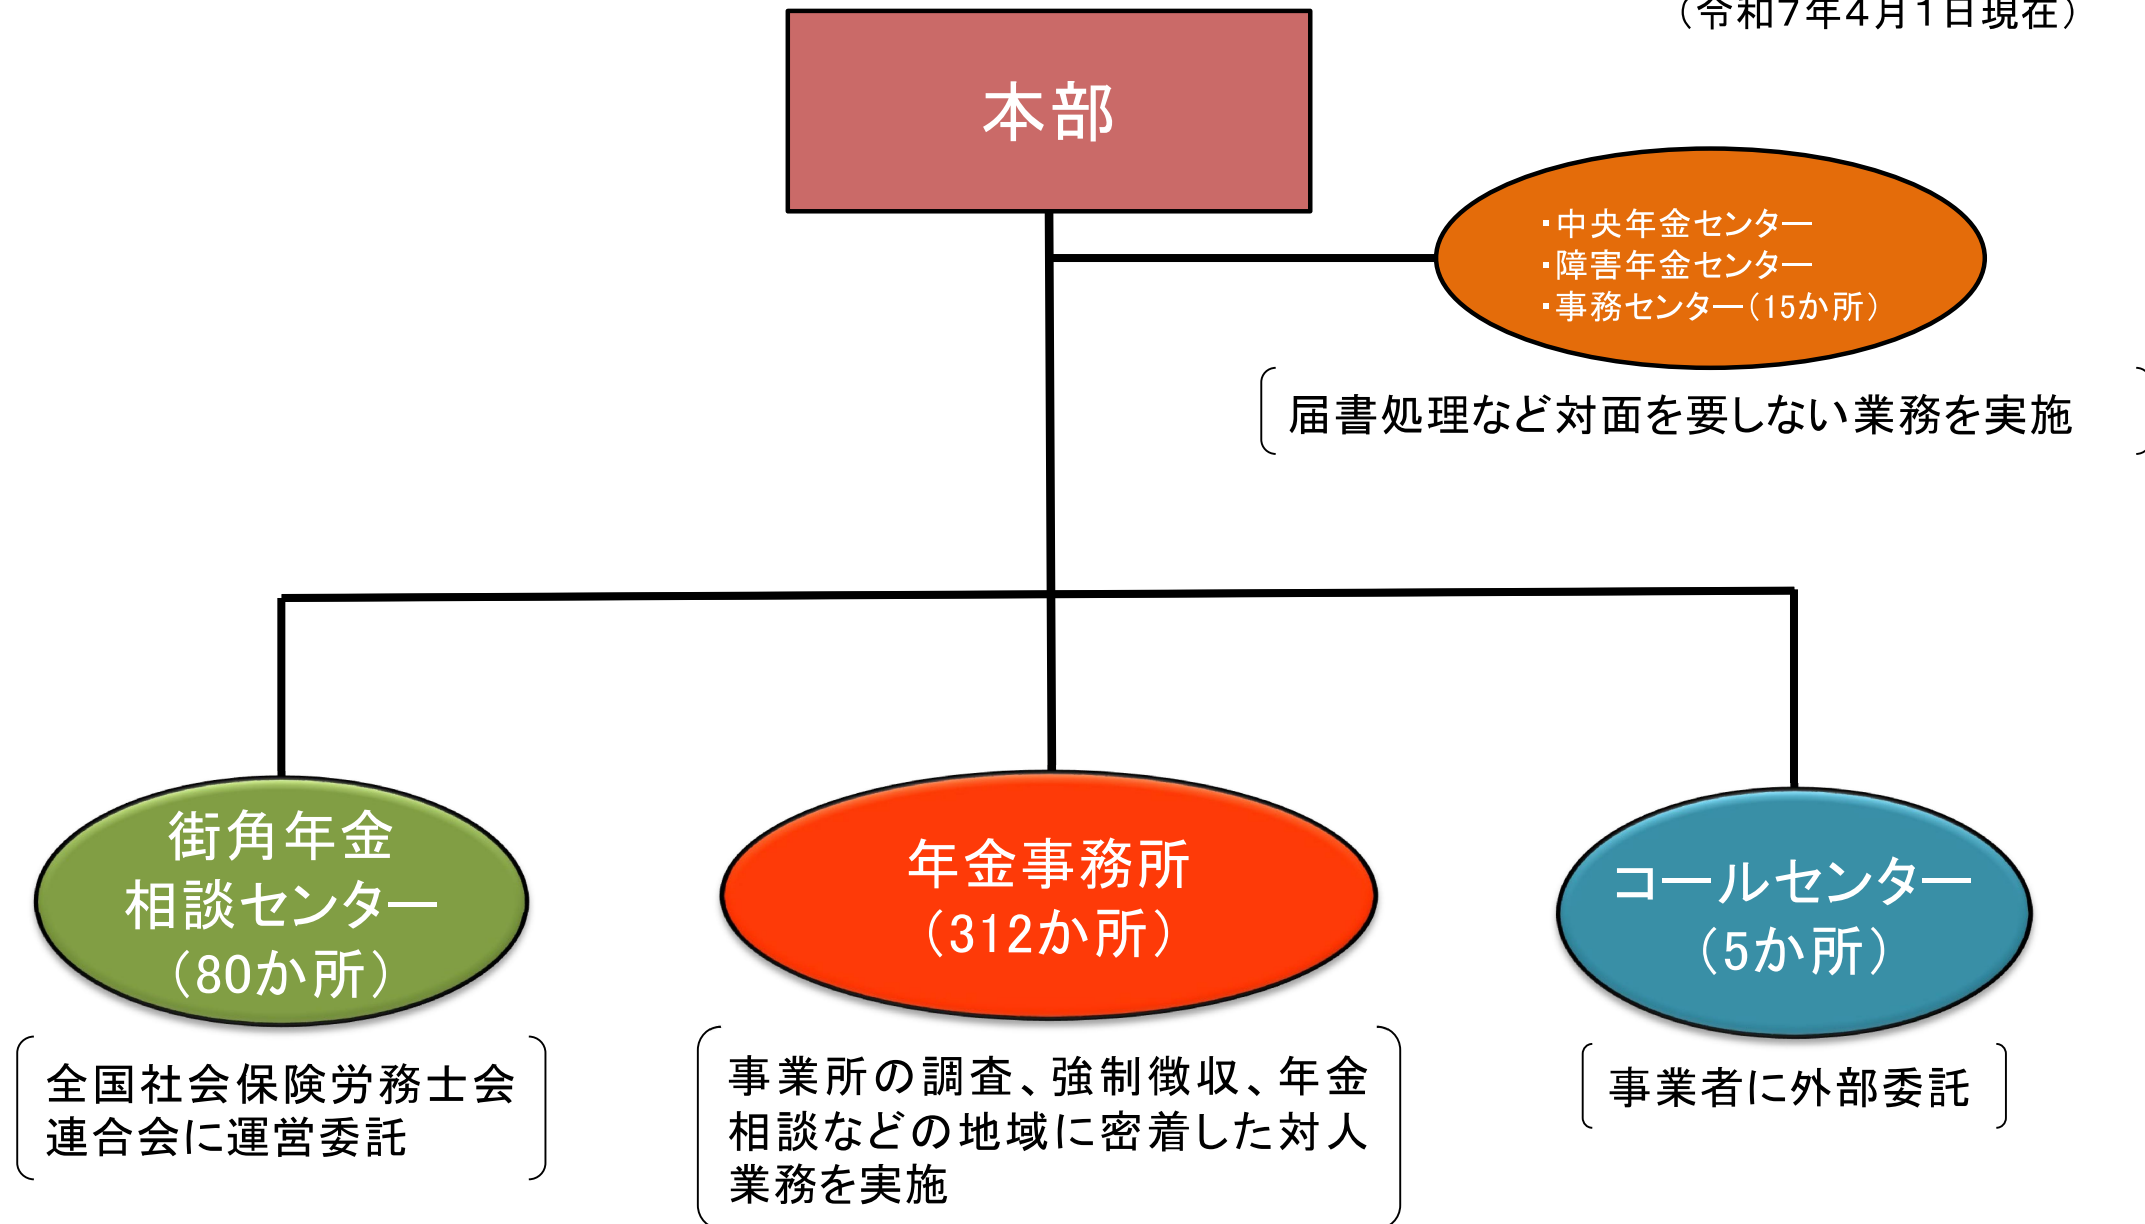 （令和7年4月1日現在）
本部
・中央年金センター
・障害年金センター
・事務センター（15か所）
届書処理など対面を要しない業務を実施
街角年金
相談センター
（80か所）
年金事務所
（312か所）
コールセンター
（5か所）
全国社会保険労務士会
連合会に運営委託
事業所の調査、強制徴収、年金
相談などの地域に密着した対人
業務を実施
事業者に外部委託